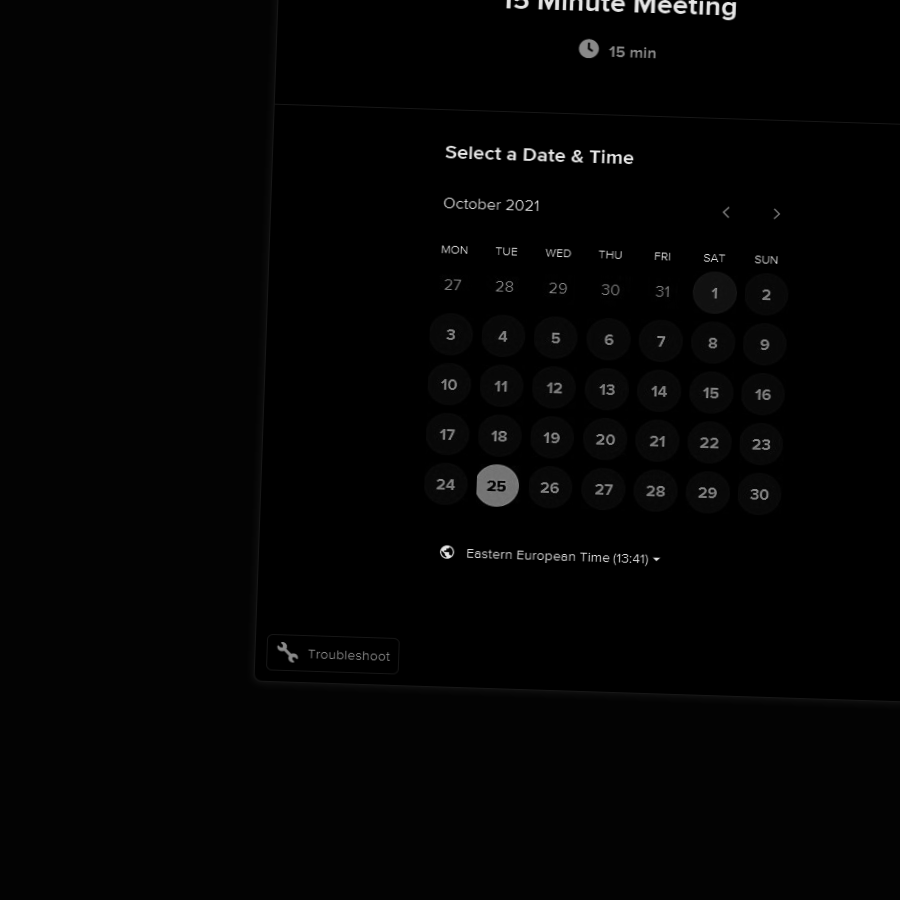 15 Minute Meeting
15 min
Select a Date & Time
October 2021
MON TUE WED THU FRI SAT SUN
27 28 29 30 31 1 2
3 4 5 6 7 8 9
10 11 12 13 14 15 16
17 18 19 20 21 22 23
24 25 26 27 28 29 30
Eastern European Time (13:41)
Troubleshoot